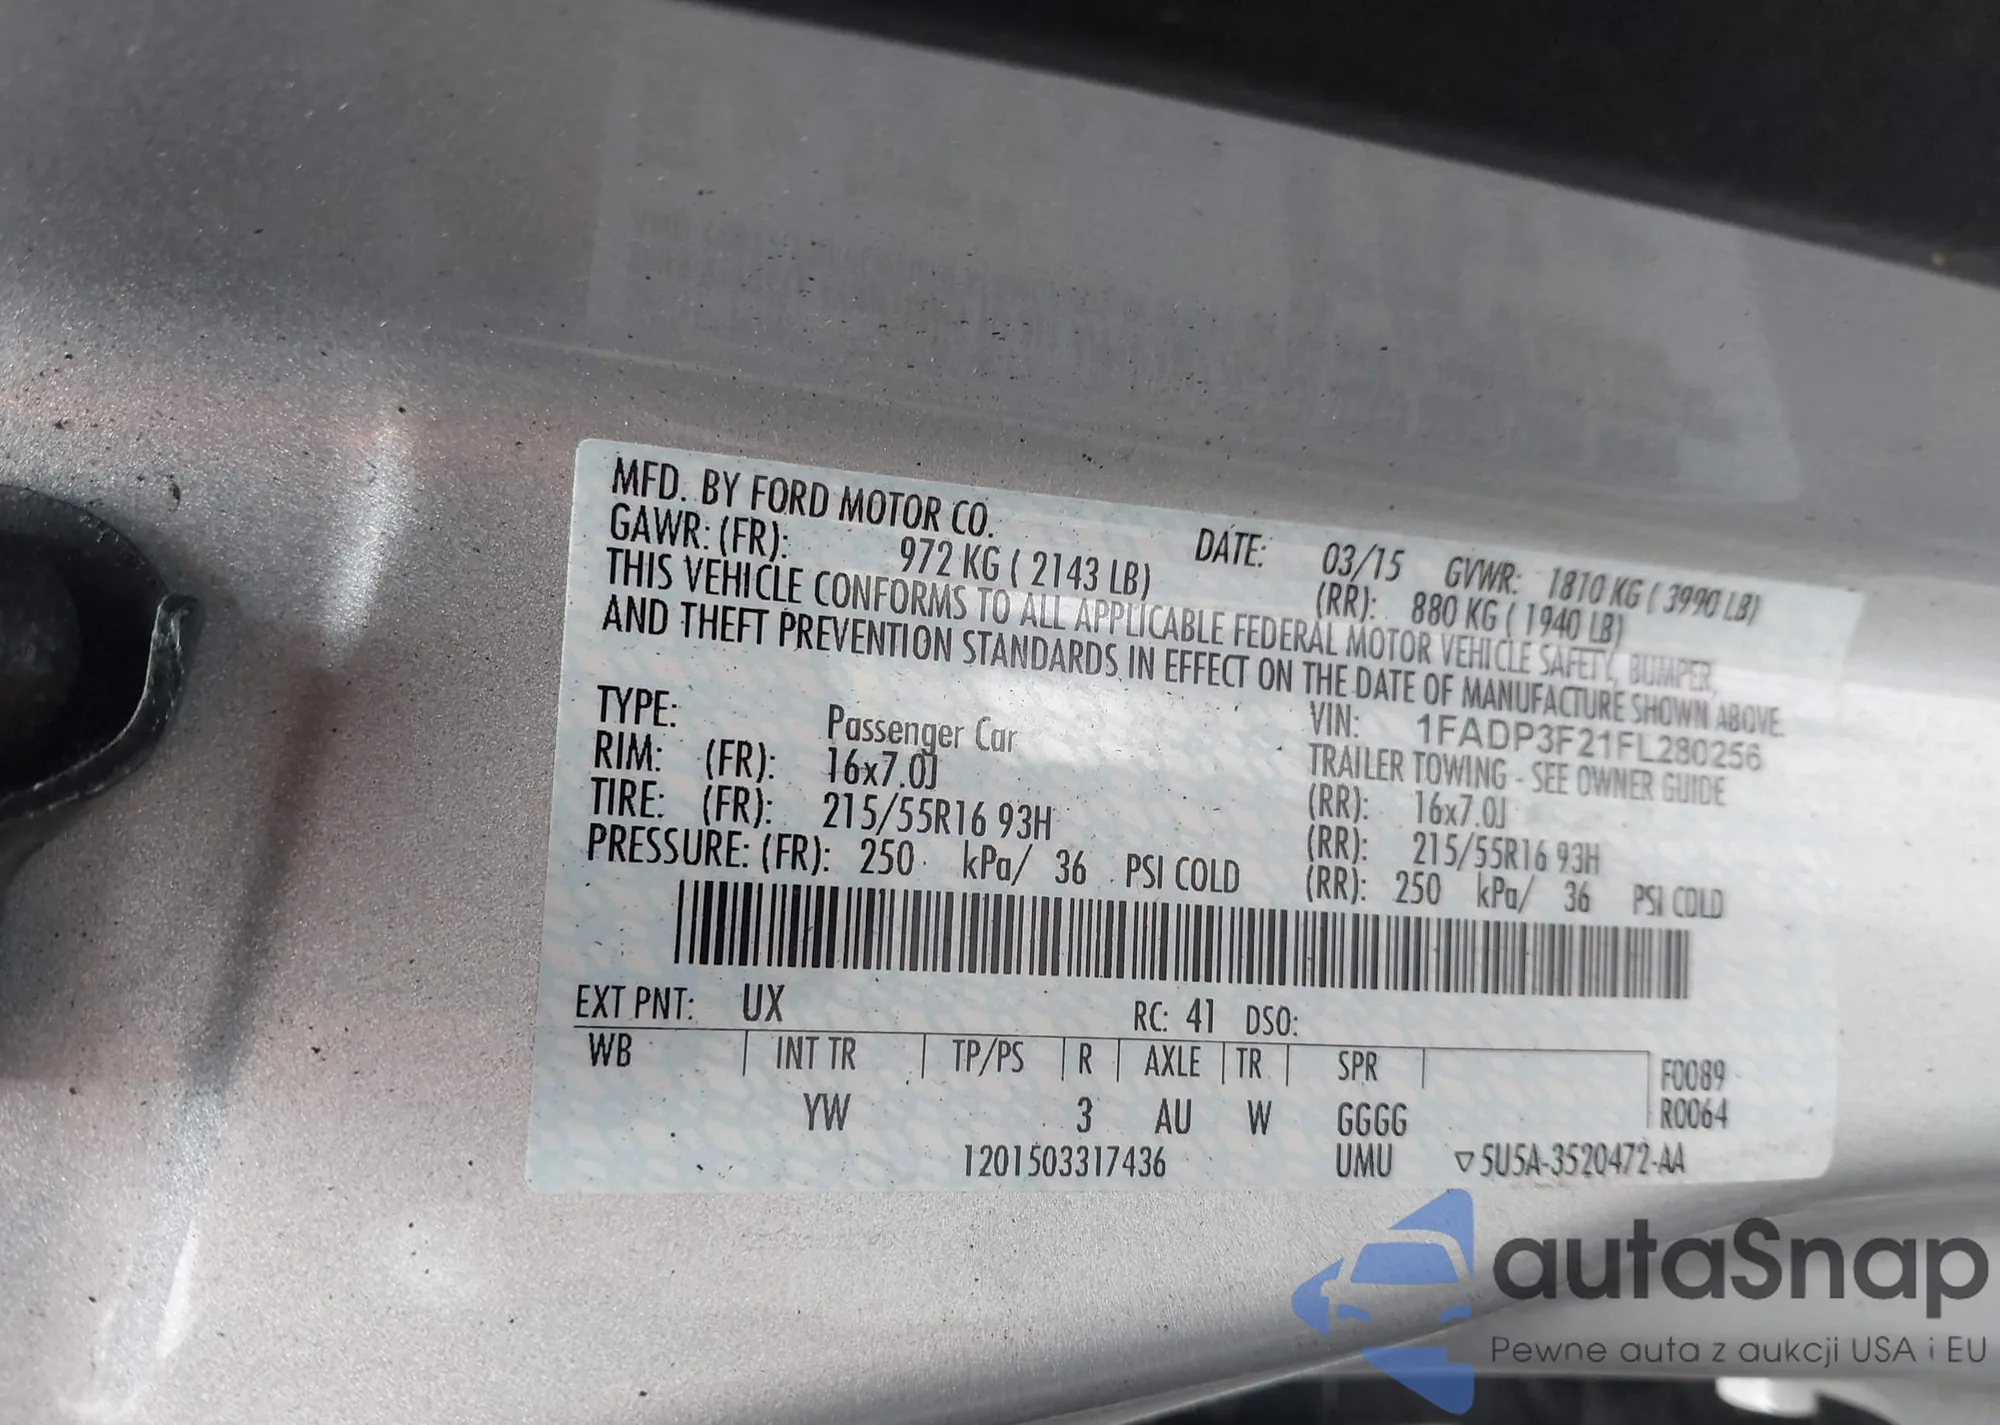 MFD. BY FORD MOTOR CO.
DATE: 03/15 GVWR: 1810 KG ( 3990 LB)
GAWR: (FR): 972 KG ( 2143 LB) (RR): 880 KG ( 1940 LB)
THIS VEHICLE CONFORMS TO ALL APPLICABLE FEDERAL MOTOR VEHICLE SAFETY, BUMPER,
AND THEFT PREVENTION STANDARDS IN EFFECT ON THE DATE OF MANUFACTURE SHOWN ABOVE.
VIN: 1FADP3F21FL280256
TYPE: Passenger Car TRAILER TOWING - SEE OWNER GUIDE
RIM: (FR): 16x7.0J (RR): 16x7.0J
TIRE: (FR): 215/55R16 93H (RR): 215/55R16 93H
PRESSURE: (FR): 250 kPa/ 36 PSI COLD (RR): 250 kPa/ 36 PSI COLD
EXT PNT: UX RC: 41 DSO:
WB INT TR TP/PS R AXLE TR SPR F0089
YW 3 AU W GGGG R0064
1201503317436 UMU ▽5U5A-3520472-AA
autaSnap
Pewne auta z aukcji USA i EU